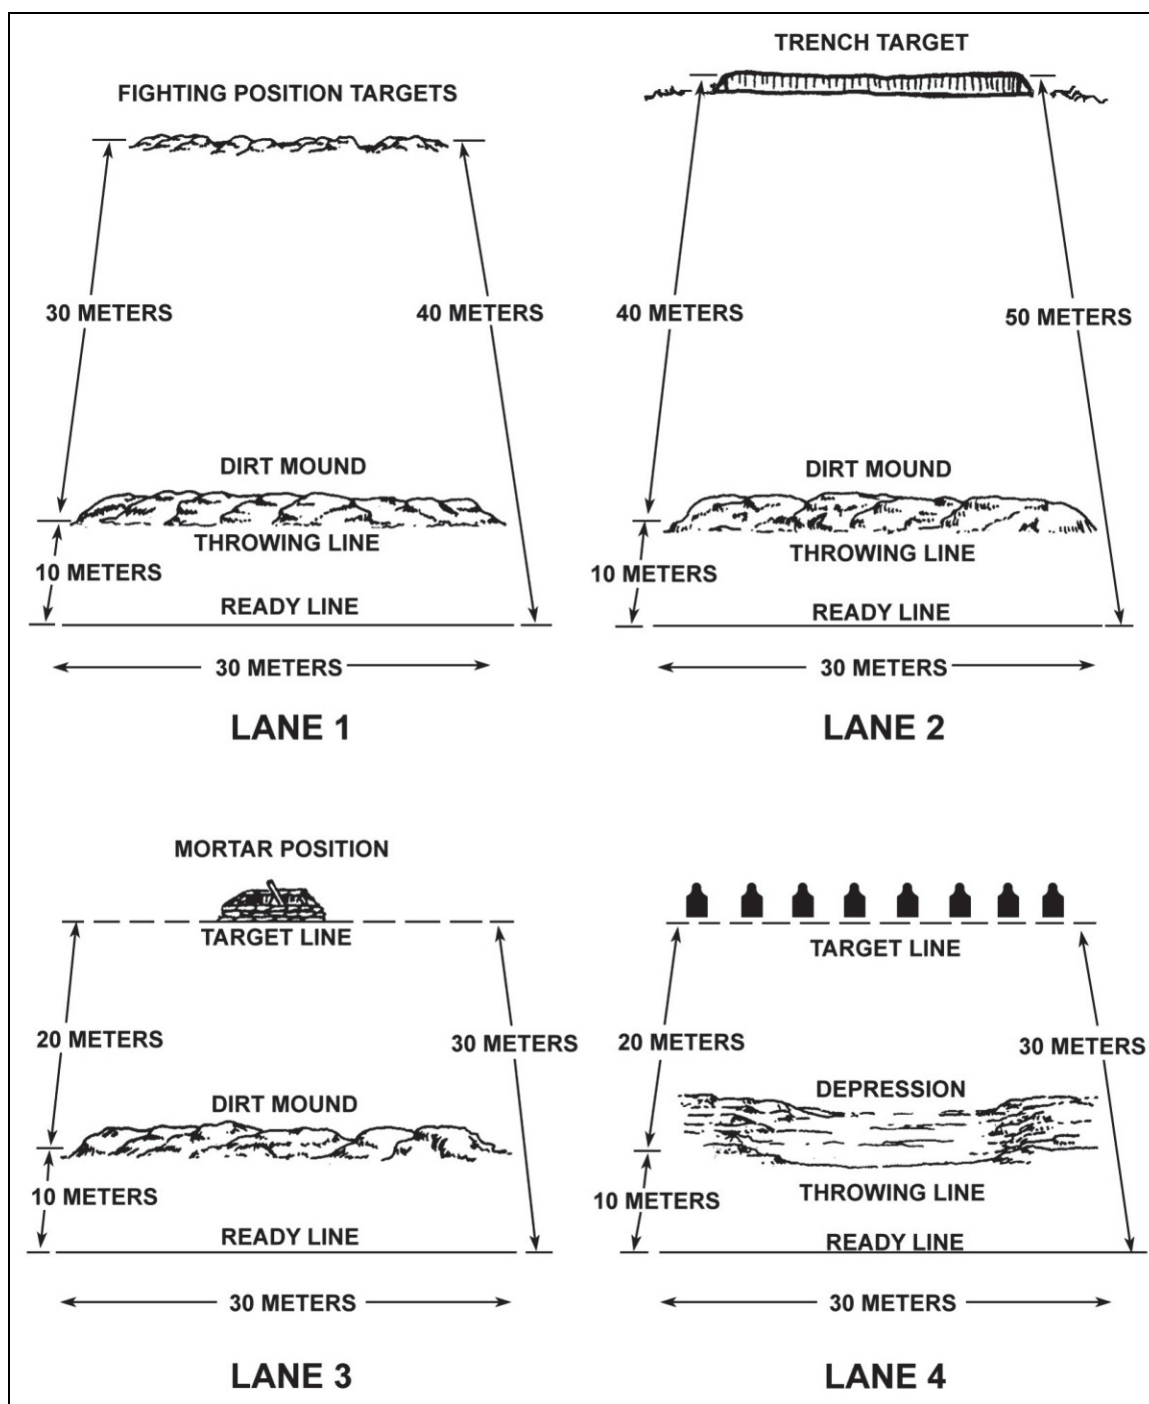 FIGHTING POSITION TARGETS
30 METERS
40 METERS
DIRT MOUND
THROWING LINE
10 METERS
READY LINE
30 METERS
LANE 1
TRENCH TARGET
40 METERS
50 METERS
DIRT MOUND
THROWING LINE
10 METERS
READY LINE
30 METERS
LANE 2
MORTAR POSITION
TARGET LINE
20 METERS
30 METERS
DIRT MOUND
10 METERS
READY LINE
30 METERS
LANE 3
TARGET LINE
20 METERS
30 METERS
DEPRESSION
THROWING LINE
10 METERS
READY LINE
30 METERS
LANE 4